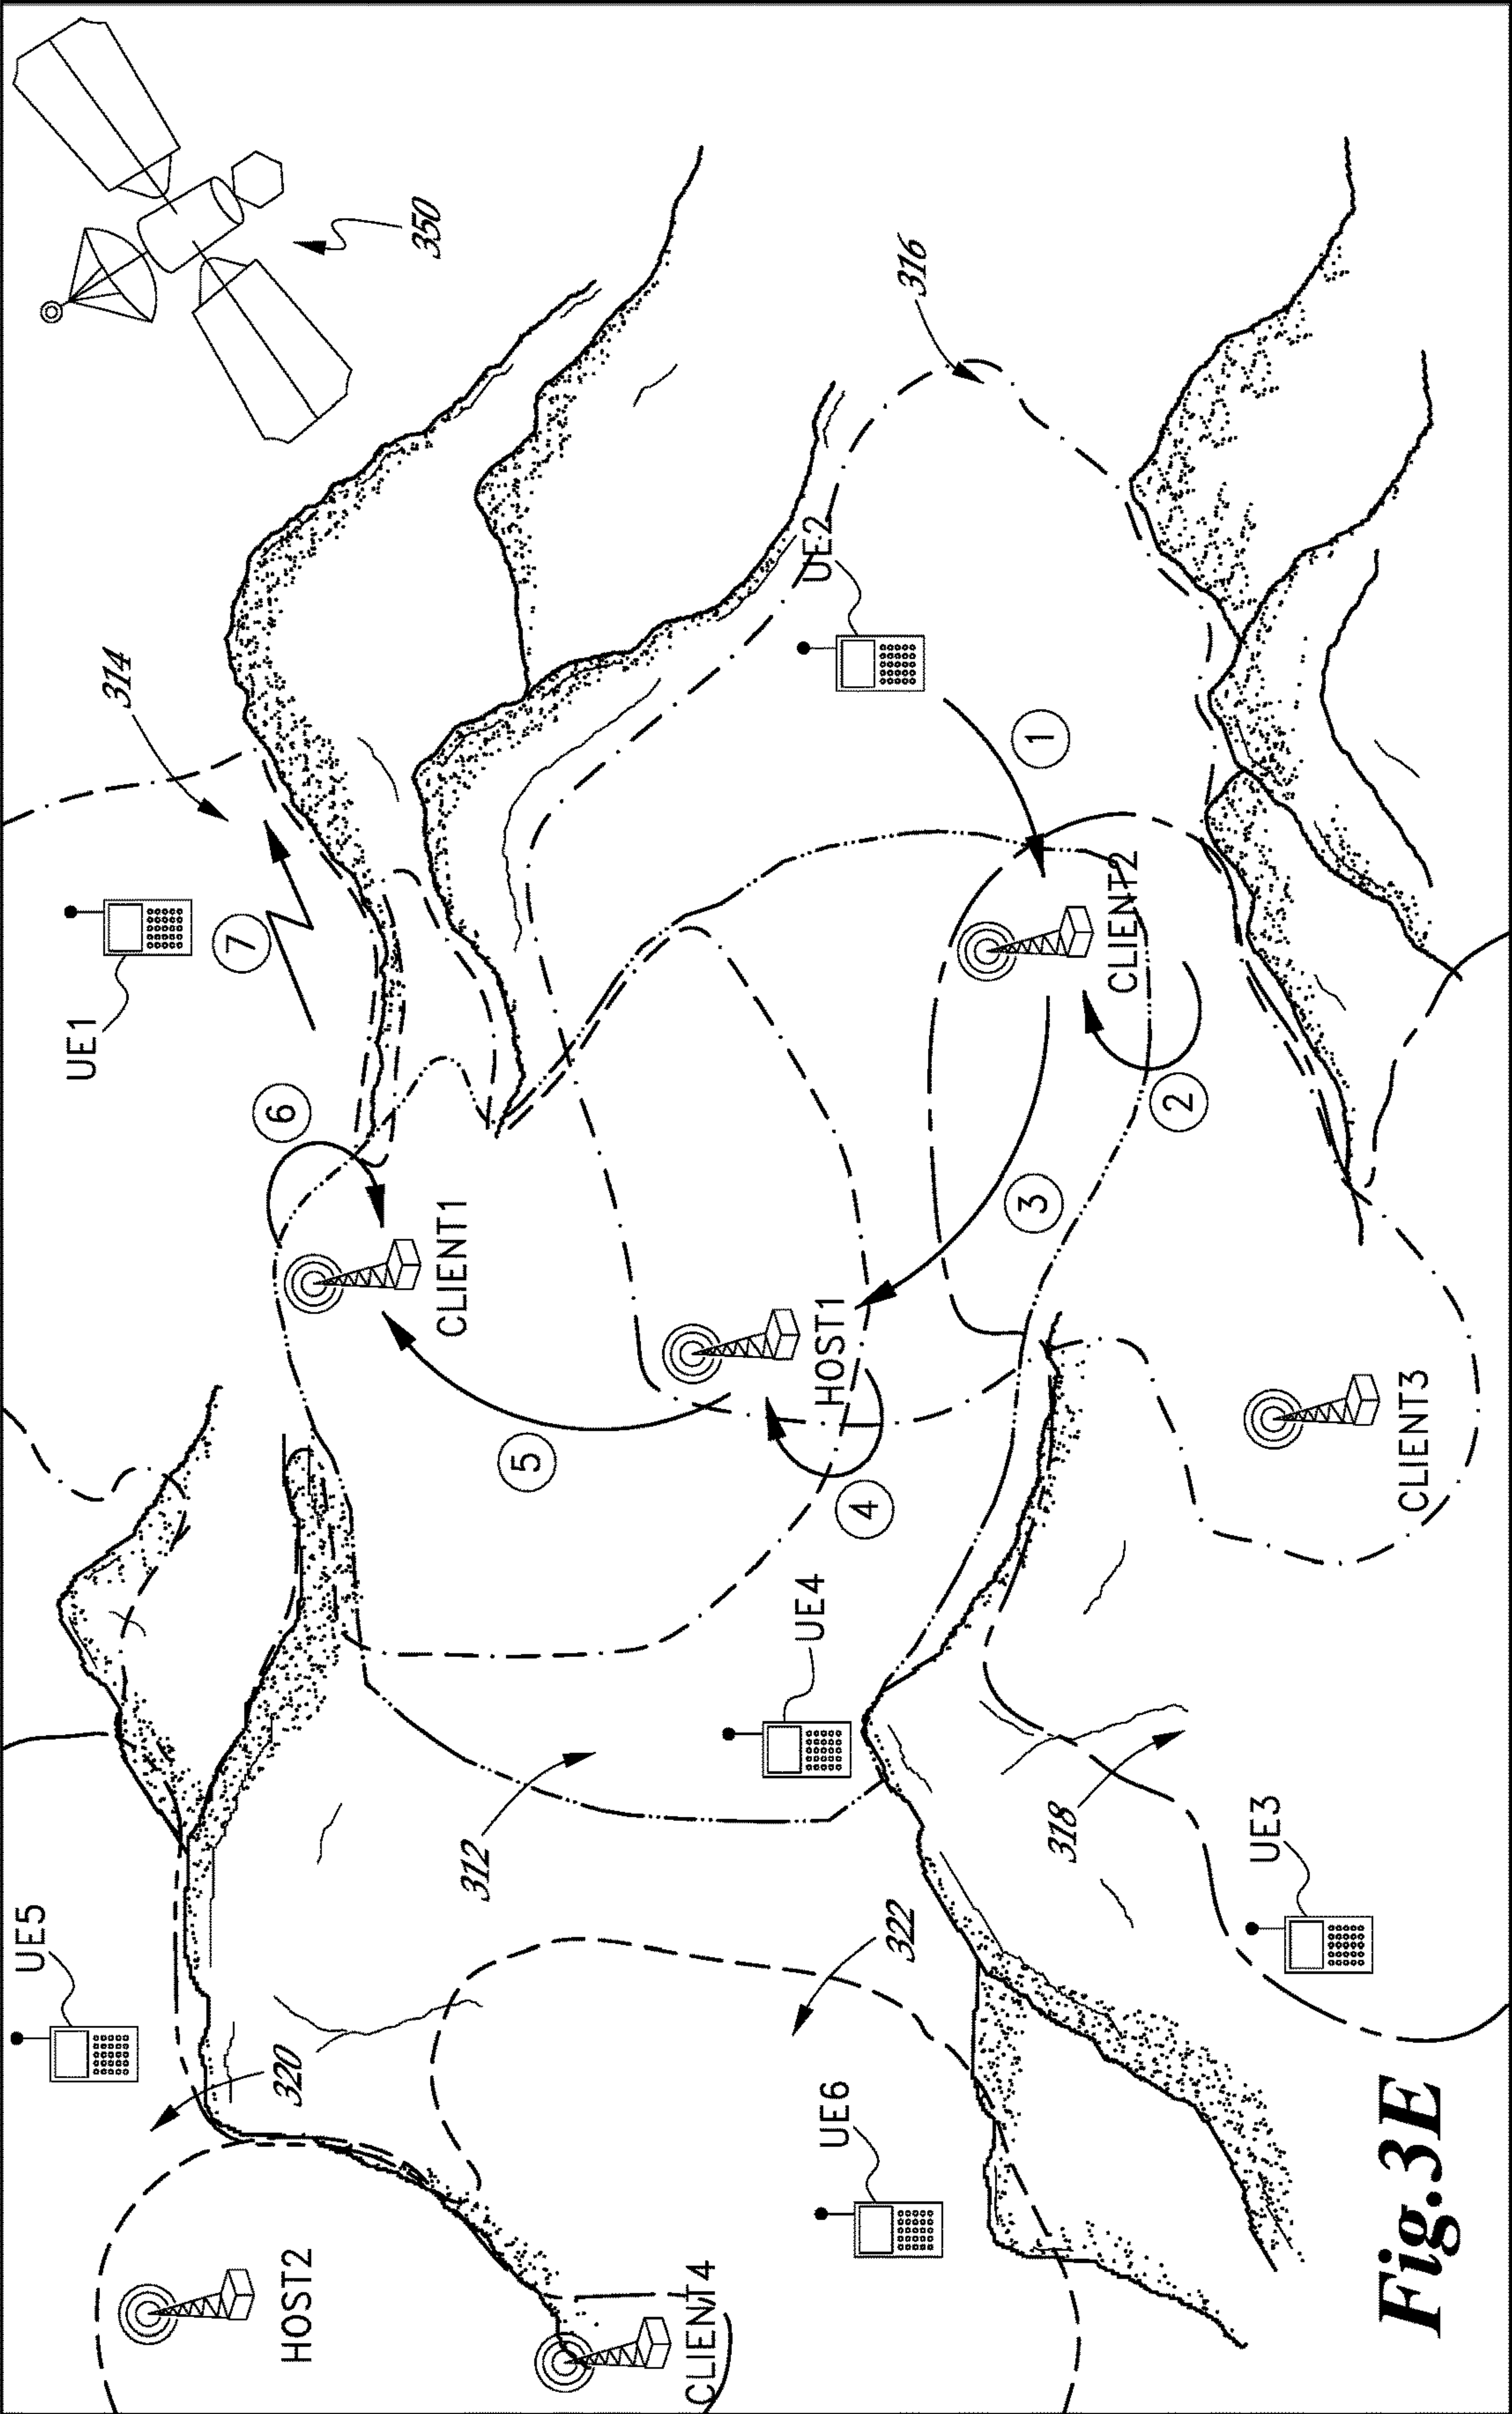 HOST2
320
UE5
314
UE1
7
6
350
CLIENT4
CLIENT1
5
312
HOST1
4
UE4
316
UE2
UE6
322
3
1
CLIENT2
2
318
UE3
CLIENT3
Fig.3E